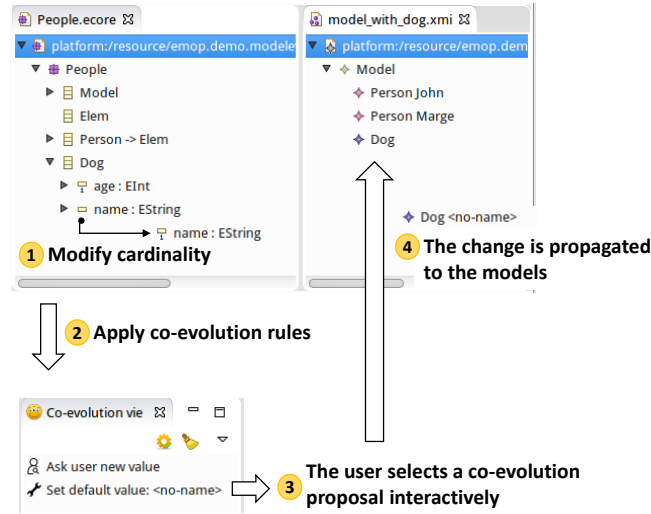 People.ecore
platform:/resource/emop.demo.modele
People
Model
Elem
Person -> Elem
Dog
1 age : EInt
name : EString
1 name : EString
1 Modify cardinality
model_with_dog.xmi
platform:/resource/emop.dem
Model
Person John
Person Marge
Dog
Dog <no-name>
4 The change is propagated
to the models
2 Apply co-evolution rules
Co-evolution vie
Ask user new value
Set default value: <no-name>
3 The user selects a co-evolution
proposal interactively